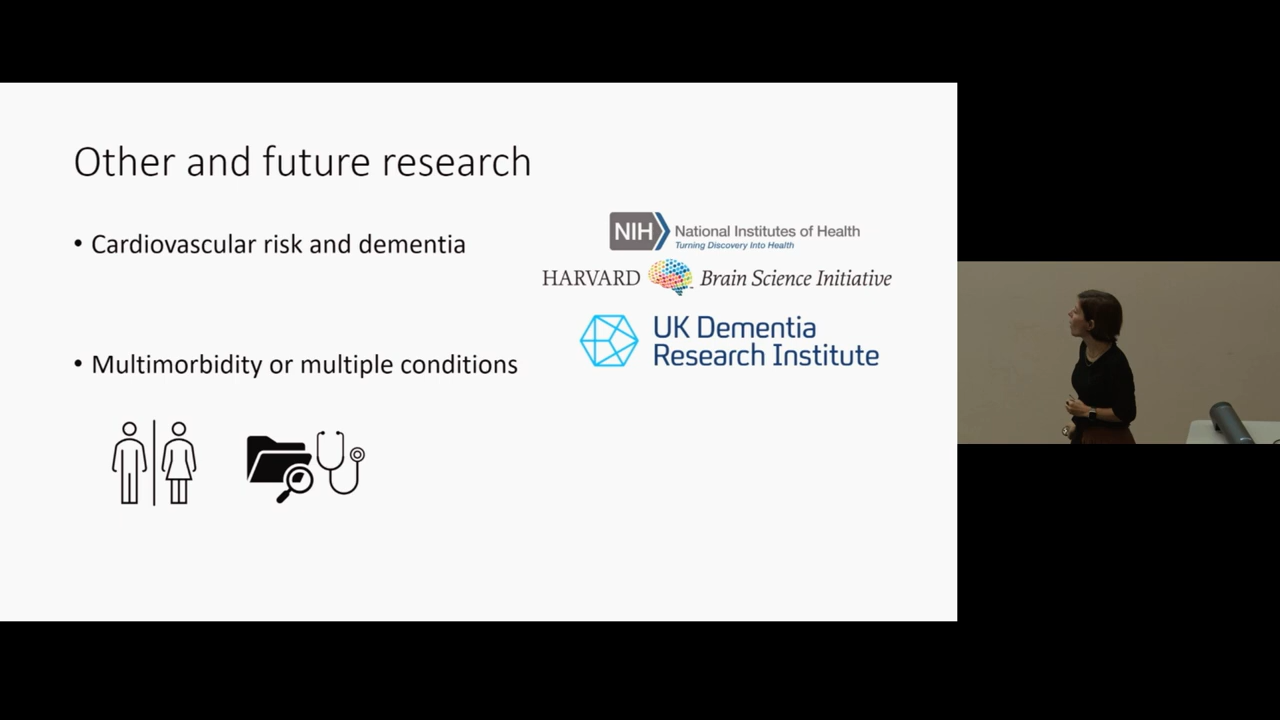 Other and future research
• Cardiovascular risk and dementia
NIH National Institutes of Health
Turning Discovery Into Health
HARVARD Brain Science Initiative
UK Dementia
Research Institute
• Multimorbidity or multiple conditions